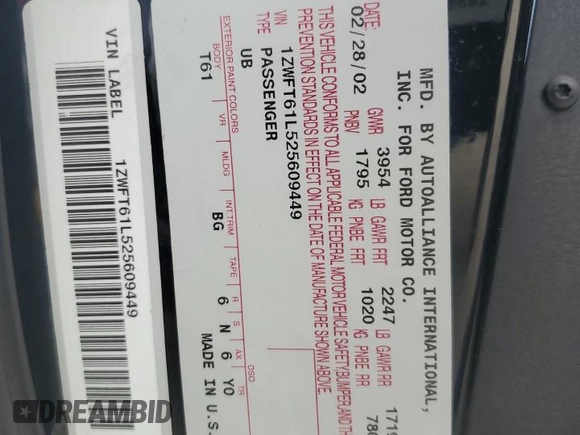 MFD. BY AUTOALLIANCE INTERNATIONAL,
INC. FOR FORD MOTOR CO.
DATE: 02/28/02
GVWR 3954 LB GAWR FRT 2247 LB GAWR RR
PNBV 1795 KG PNBE FRT 1020 KG PNBE RR
THIS VEHICLE CONFORMS TO ALL APPLICABLE FEDERAL MOTOR VEHICLE SAFETY, BUMPER, AND
PREVENTION STANDARDS IN EFFECT ON THE DATE OF MANUFACTURE SHOWN ABOVE.
VIN 1ZWFT61L525609449
TYPE PASSENGER
UB
EXTERIOR PAINT COLORS
T61
VR MLDG INT.TRIM TAPE R S AX TR DSO
BG 6 N 6 Y0
MADE IN U.S.
VIN LABEL 1ZWFT61L525609449
DREAMBID